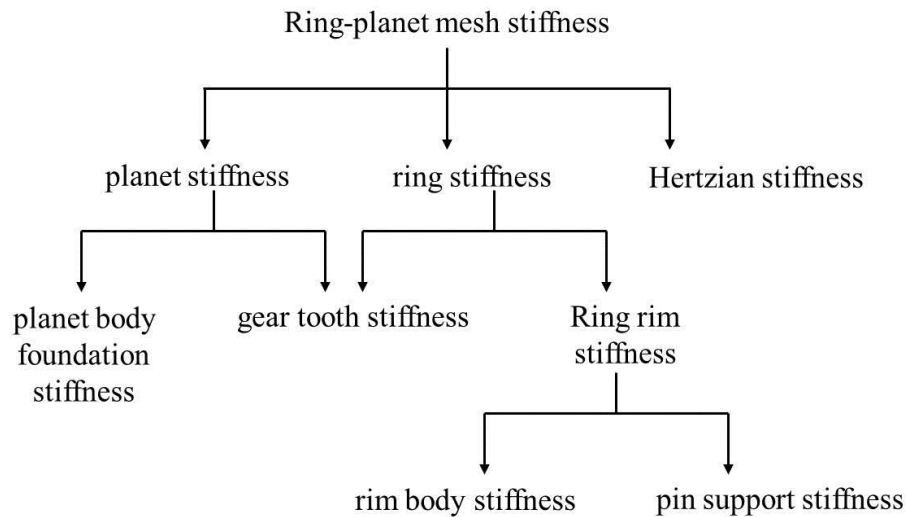 Ring-planet mesh stiffness
planet stiffness
ring stiffness
Hertzian stiffness
planet body
foundation
stiffness
gear tooth stiffness
Ring rim
stiffness
rim body stiffness
pin support stiffness